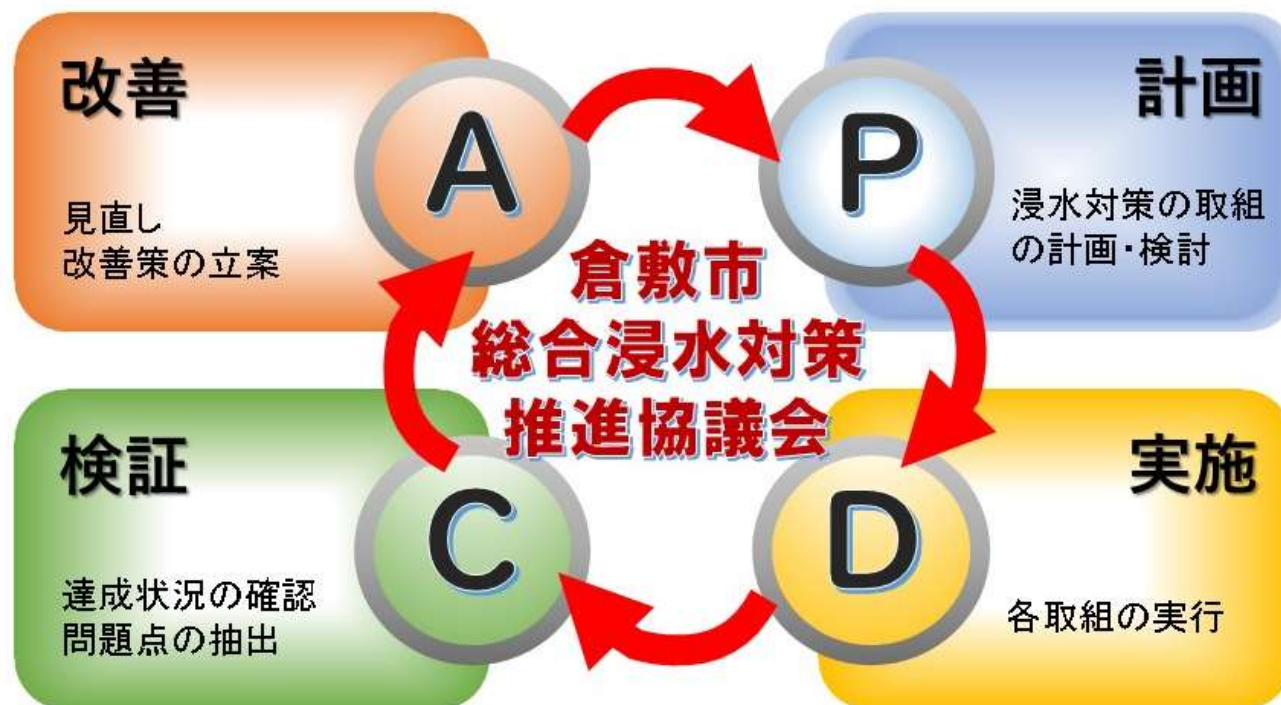 改善
A
見直し
改善策の立案
P
計画
浸水対策の取組
の計画・検討
倉敷市
総合浸水対策
推進協議会
検証
C
達成状況の確認
問題点の抽出
D
実施
各取組の実行